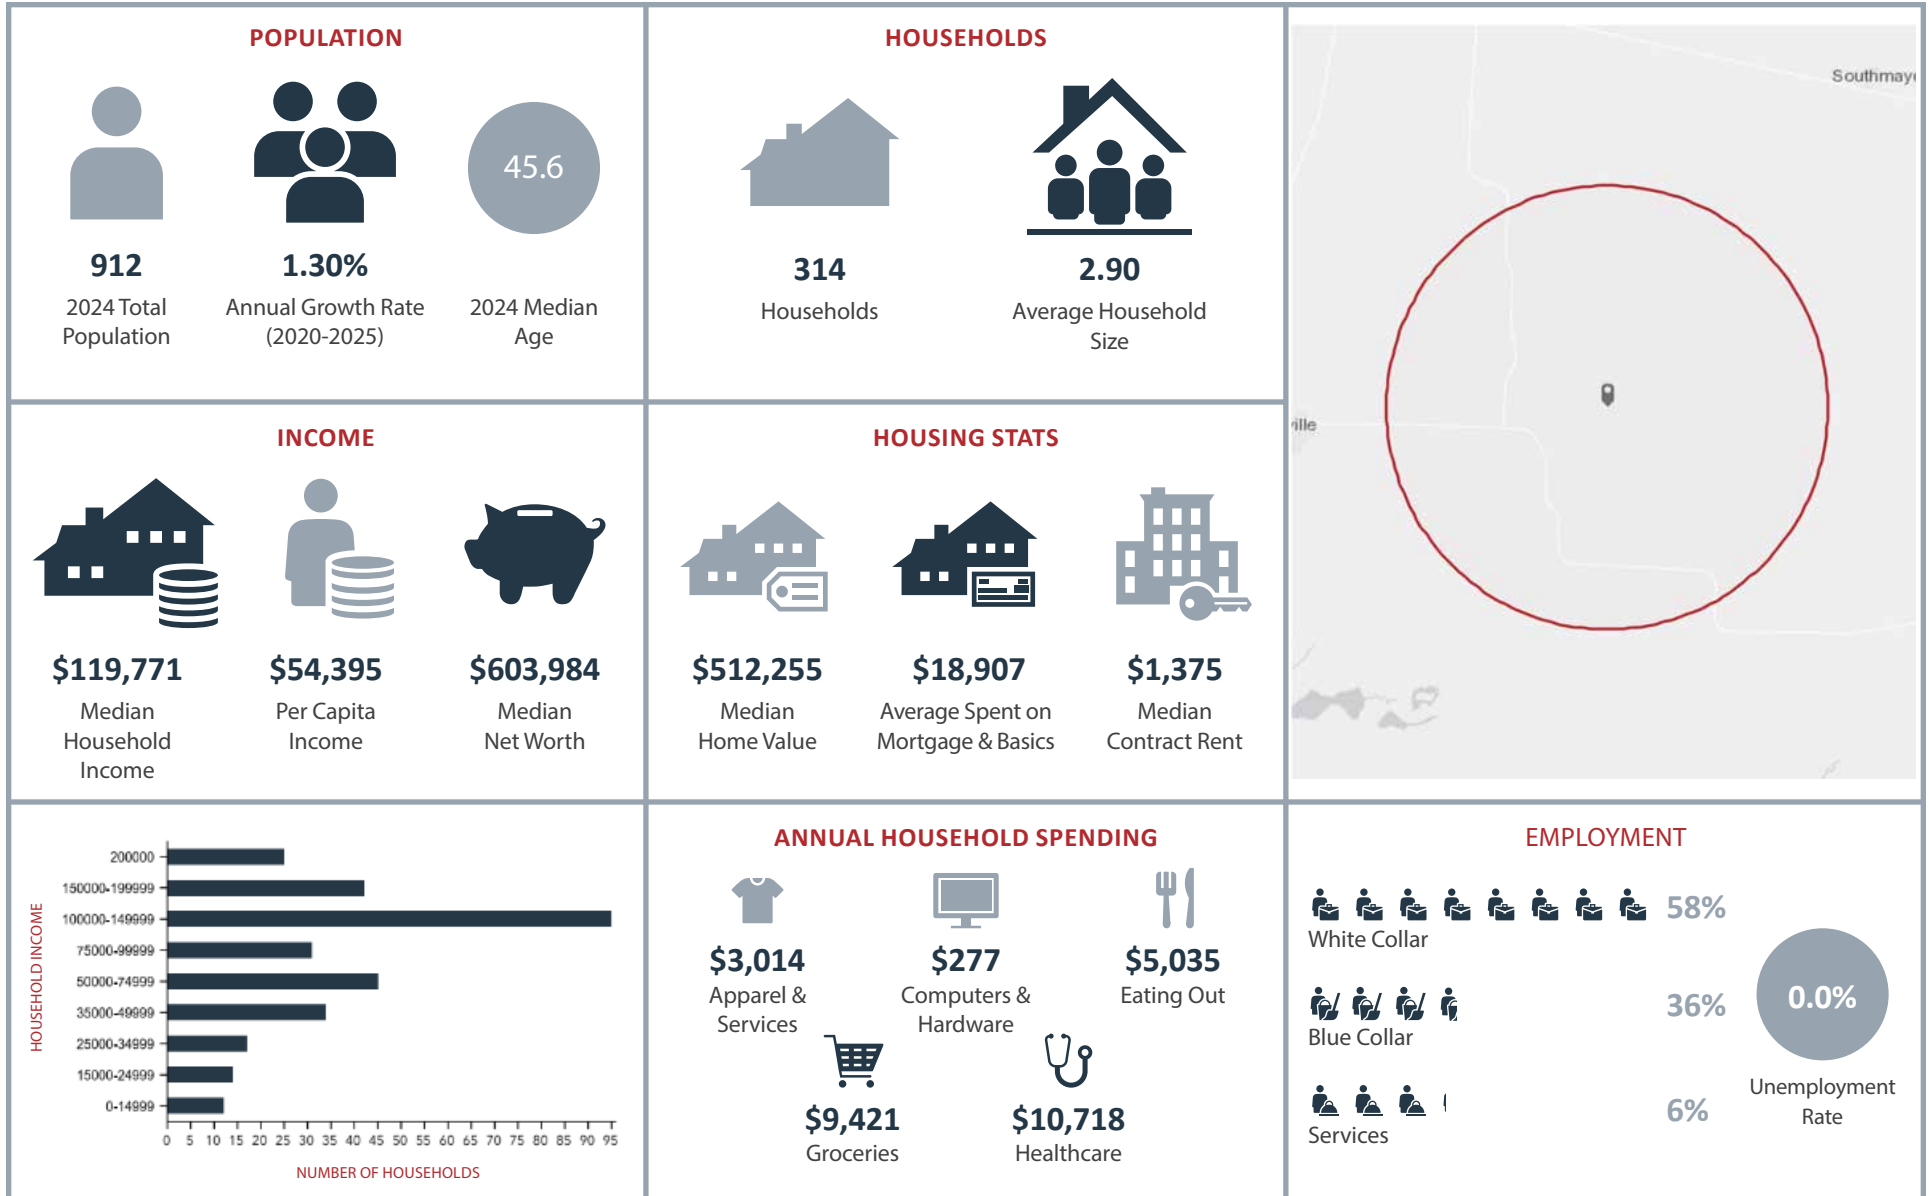 POPULATION
45.6
912
2024 Total
Population
1.30%
Annual Growth Rate
(2020-2025)
2024 Median
Age
HOUSEHOLDS
314
Households
2.90
Average Household
Size
Southmay
ville
INCOME
$119,771
Median
Household
Income
$54,395
Per Capita
Income
$603,984
Median
Net Worth
HOUSING STATS
$512,255
Median
Home Value
$18,907
Average Spent on
Mortgage & Basics
$1,375
Median
Contract Rent
HOUSEHOLD INCOME
200000
150000-199999
100000-149999
75000-99999
50000-74999
35000-49999
25000-34999
15000-24999
0-14999
0 5 10 15 20 25 30 35 40 45 50 55 60 65 70 75 80 85 90 95
NUMBER OF HOUSEHOLDS
ANNUAL HOUSEHOLD SPENDING
$3,014
Apparel &
Services
$277
Computers &
Hardware
$5,035
Eating Out
$9,421
Groceries
$10,718
Healthcare
EMPLOYMENT
58%
White Collar
36%
Blue Collar
6%
Services
0.0%
Unemployment
Rate